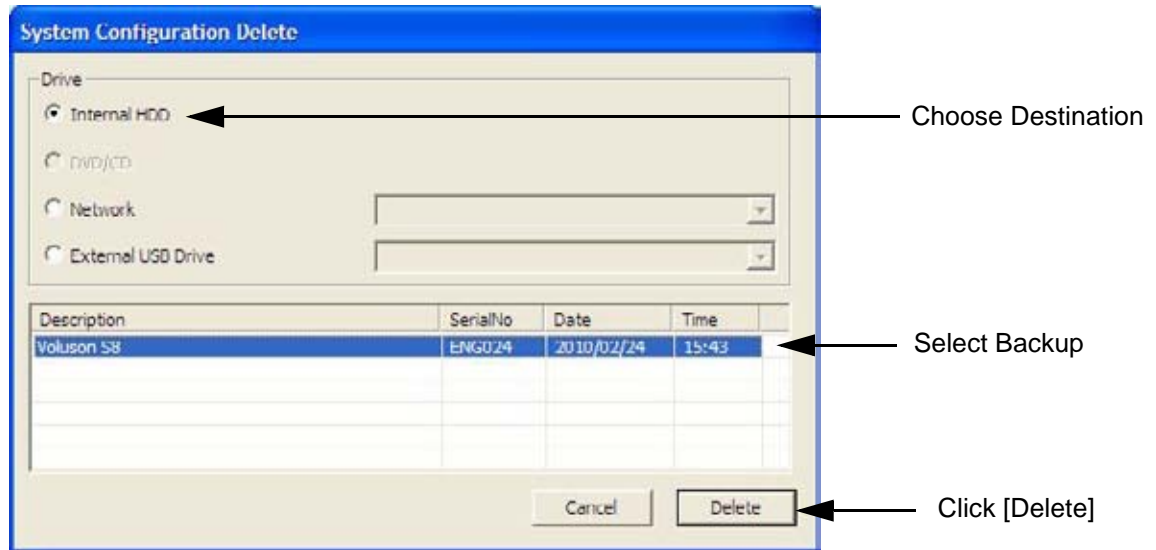 System Configuration Delete
Drive
Internal HDD
Choose Destination
DVD/CD
Network
External USB Drive
Description SerialNo Date Time
Voluson S8 ENG024 2010/02/24 15:43
Select Backup
Cancel Delete
Click [Delete]